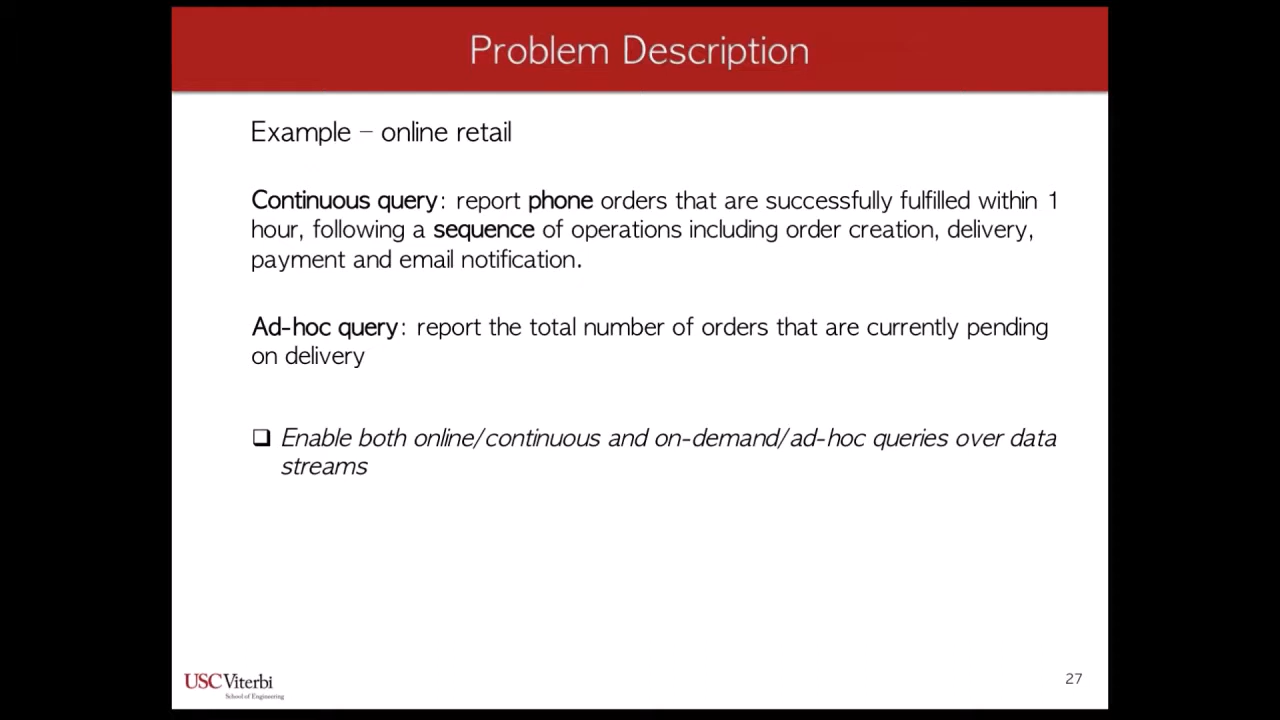 Problem Description
Example – online retail
Continuous query: report phone orders that are successfully fulfilled within 1
hour, following a sequence of operations including order creation, delivery,
payment and email notification.
Ad-hoc query: report the total number of orders that are currently pending
on delivery
❑ Enable both online/continuous and on-demand/ad-hoc queries over data
streams
USC Viterbi
School of Engineering
27